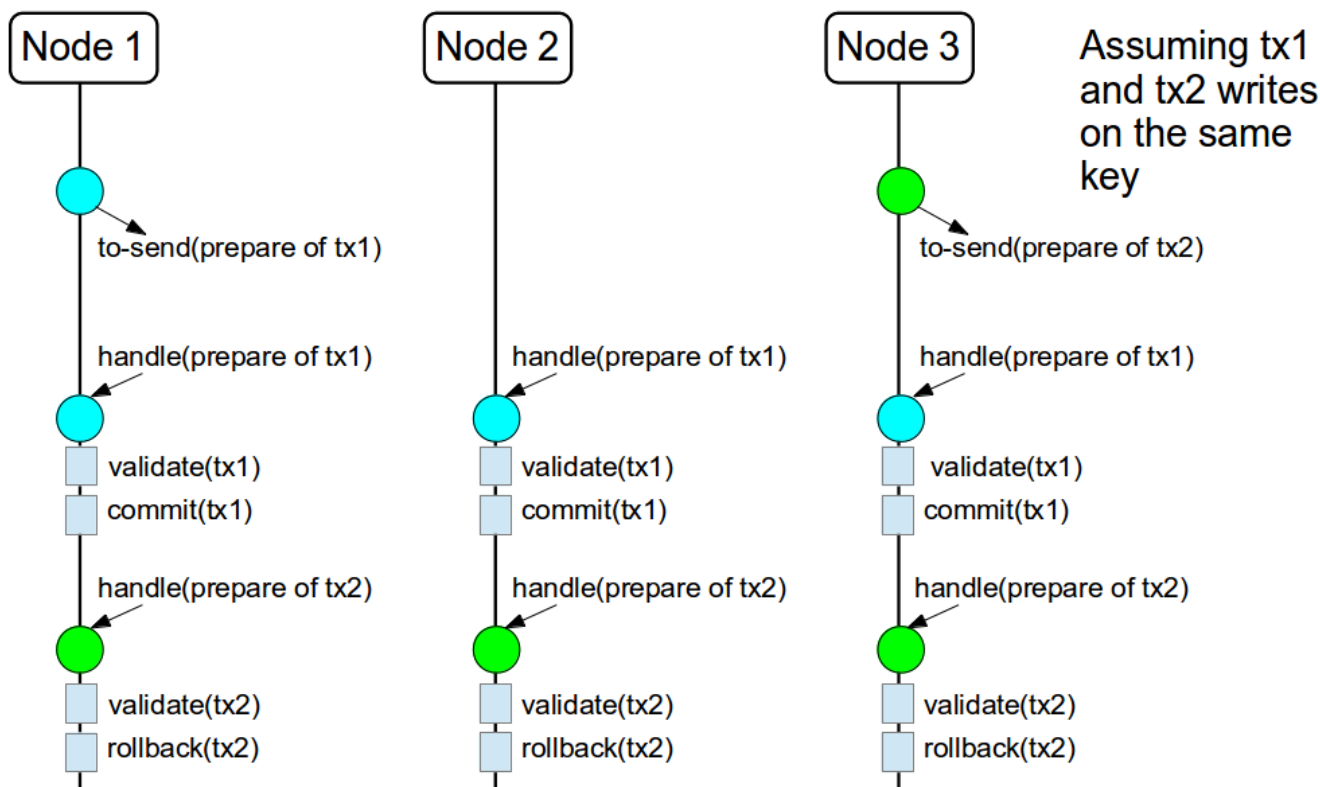 Node 1
Node 2
Node 3
Assuming tx1
and tx2 writes
on the same
key
to-send(prepare of tx1)
to-send(prepare of tx2)
handle(prepare of tx1)
handle(prepare of tx1)
handle(prepare of tx1)
validate(tx1)
validate(tx1)
validate(tx1)
commit(tx1)
commit(tx1)
commit(tx1)
handle(prepare of tx2)
handle(prepare of tx2)
handle(prepare of tx2)
validate(tx2)
validate(tx2)
validate(tx2)
rollback(tx2)
rollback(tx2)
rollback(tx2)